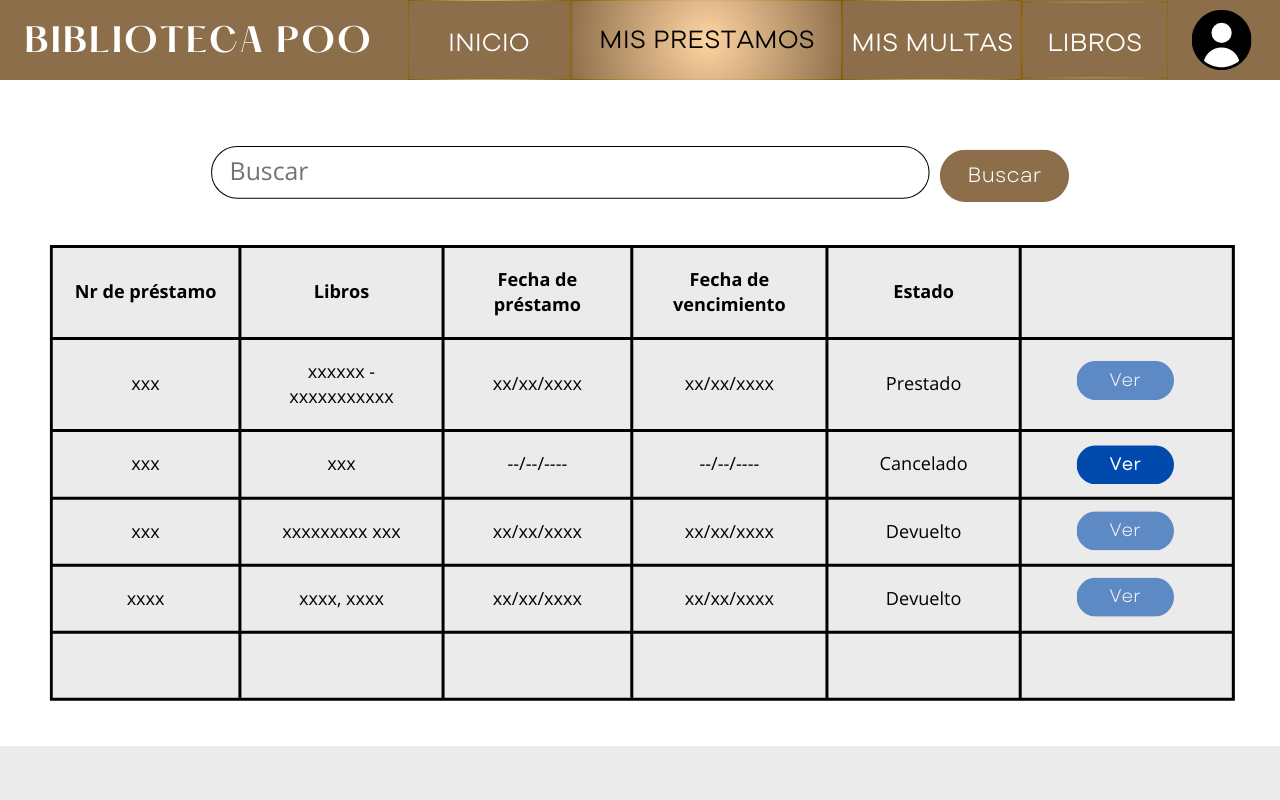 BIBLIOTECA POO
INICIO
MIS PRESTAMOS
MIS MULTAS
LIBROS
Buscar
Buscar
Nr de préstamo
Libros
Fecha de
préstamo
Fecha de
vencimiento
Estado
xxx
xxxxxx -
xxxxxxxxxxx
xx/xx/xxxx
xx/xx/xxxx
Prestado
Ver
xxx
xxx
--/--/----
--/--/----
Cancelado
Ver
xxx
xxxxxxxxx xxx
xx/xx/xxxx
xx/xx/xxxx
Devuelto
Ver
xxxx
xxxx, xxxx
xx/xx/xxxx
xx/xx/xxxx
Devuelto
Ver